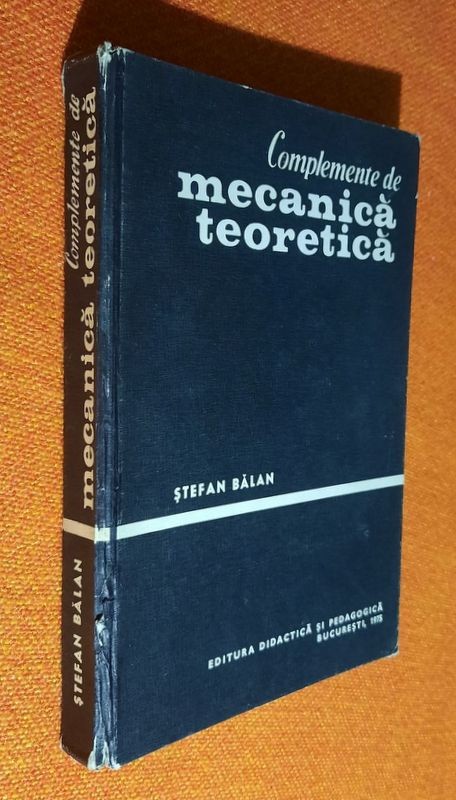 Complemente de
mecanică
teoretică
ȘTEFAN BĂLAN
EDITURA DIDACTICĂ ȘI PEDAGOGICĂ
BUCUREȘTI, 1975
Complemente de
mecanică teoretică
ȘTEFAN BĂLAN